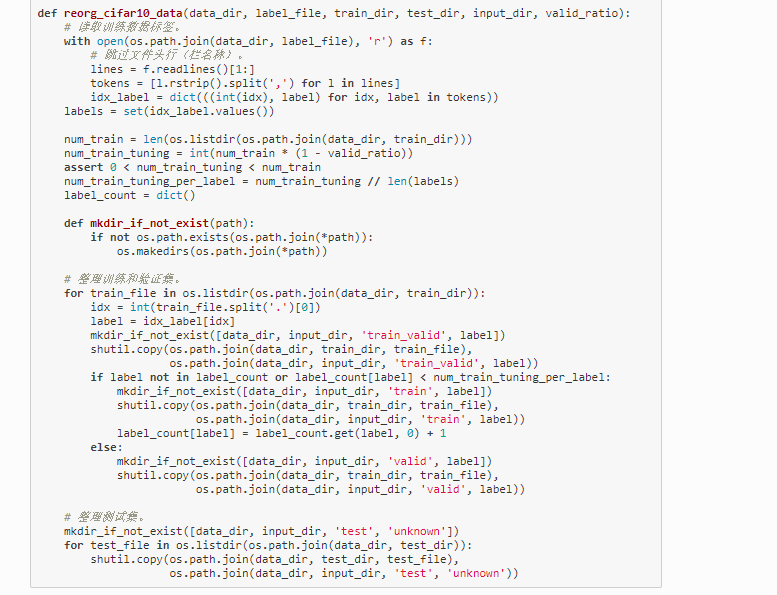 def reorg_cifar10_data(data_dir, label_file, train_dir, test_dir, input_dir, valid_ratio):
    # 读取训练数据标签。
    with open(os.path.join(data_dir, label_file), 'r') as f:
        # 跳过文件头行（栏名称）。
        lines = f.readlines()[1:]
        tokens = [l.rstrip().split(',') for l in lines]
        idx_label = dict(((int(idx), label) for idx, label in tokens))
    labels = set(idx_label.values())

    num_train = len(os.listdir(os.path.join(data_dir, train_dir)))
    num_train_tuning = int(num_train * (1 - valid_ratio))
    assert 0 < num_train_tuning < num_train
    num_train_tuning_per_label = num_train_tuning // len(labels)
    label_count = dict()

    def mkdir_if_not_exist(path):
        if not os.path.exists(os.path.join(*path)):
            os.makedirs(os.path.join(*path))

    # 整理训练和验证集。
    for train_file in os.listdir(os.path.join(data_dir, train_dir)):
        idx = int(train_file.split('.')[0])
        label = idx_label[idx]
        mkdir_if_not_exist([data_dir, input_dir, 'train_valid', label])
        shutil.copy(os.path.join(data_dir, train_dir, train_file),
                    os.path.join(data_dir, input_dir, 'train_valid', label))
        if label not in label_count or label_count[label] < num_train_tuning_per_label:
            mkdir_if_not_exist([data_dir, input_dir, 'train', label])
            shutil.copy(os.path.join(data_dir, train_dir, train_file),
                        os.path.join(data_dir, input_dir, 'train', label))
            label_count[label] = label_count.get(label, 0) + 1
        else:
            mkdir_if_not_exist([data_dir, input_dir, 'valid', label])
            shutil.copy(os.path.join(data_dir, train_dir, train_file),
                        os.path.join(data_dir, input_dir, 'valid', label))

    # 整理测试集。
    mkdir_if_not_exist([data_dir, input_dir, 'test', 'unknown'])
    for test_file in os.listdir(os.path.join(data_dir, test_dir)):
        shutil.copy(os.path.join(data_dir, test_dir, test_file),
                    os.path.join(data_dir, input_dir, 'test', 'unknown'))